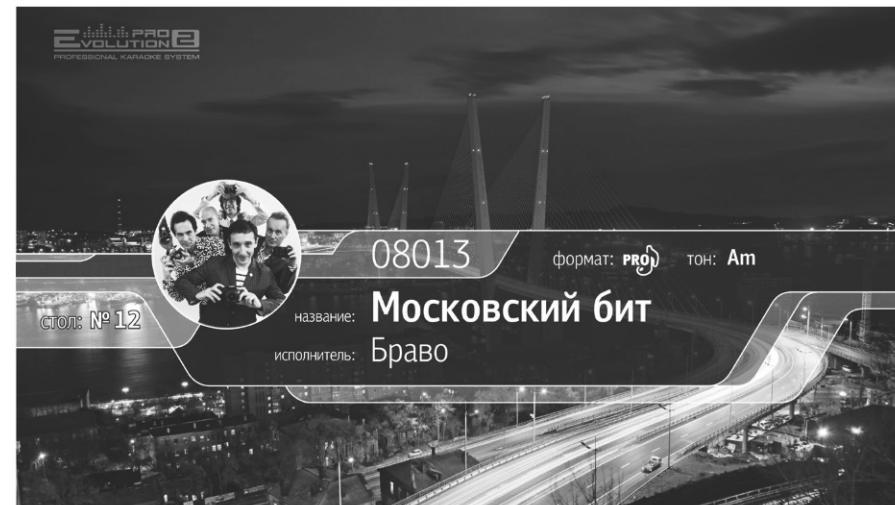 EVOLUTION PRO 2
PROFESSIONAL KARAOKE SYSTEM
08013
формат: PRO
тон: Am
стол: № 12
название: Московский бит
исполнитель: Браво